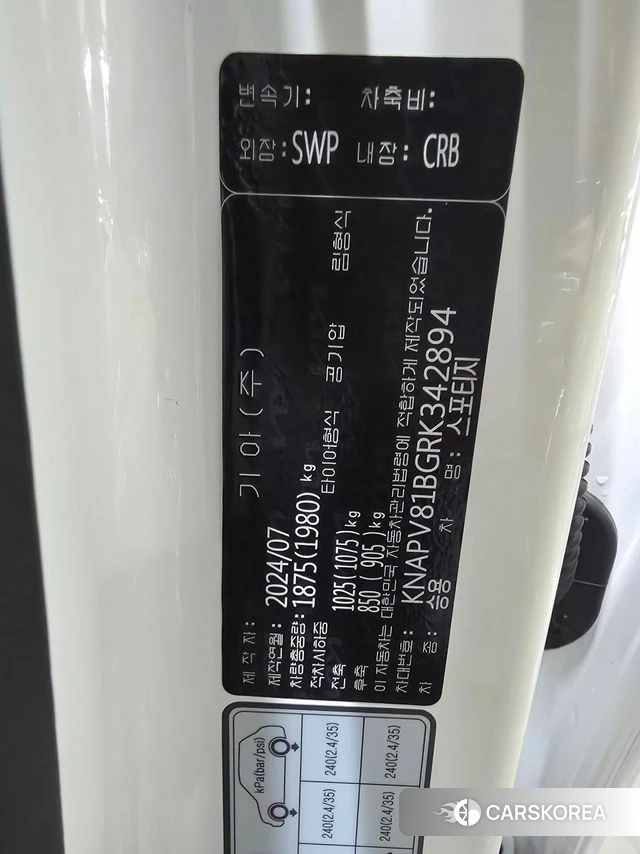 변속기:
차축비:
외장: SWP
내장: CRB
제작자: 기아(주)
제작연월: 2024/07
차량총중량: 1875(1980) kg
적차시하중 타이어형식 공기압 림형식
전축 1025(1075)kg
후축 850 ( 905)kg
이 자동차는 대한민국 자동차관리법령에 적합하게 제작되었습니다.
차대번호: KNAPV81BGRK342894
차 종: 승용 차 명: 스포티지
kPa(bar/psi)
240(2.4/35) 240(2.4/35)
240(2.4/35) 240(2.4/35)
CARSKOREA